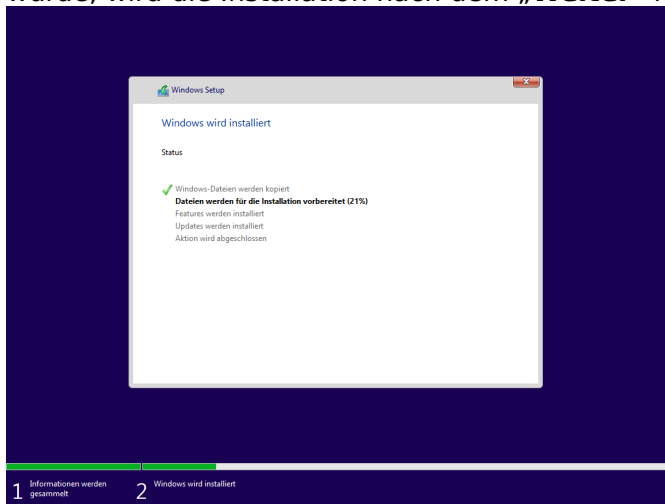 wurde, wird die Installation nach dem „Weiter“
Windows Setup
Windows wird installiert
Status
Windows-Dateien werden kopiert
Dateien werden für die Installation vorbereitet (21%)
Features werden installiert
Updates werden installiert
Aktion wird abgeschlossen
1 Informationen werden
gesammelt
2 Windows wird installiert